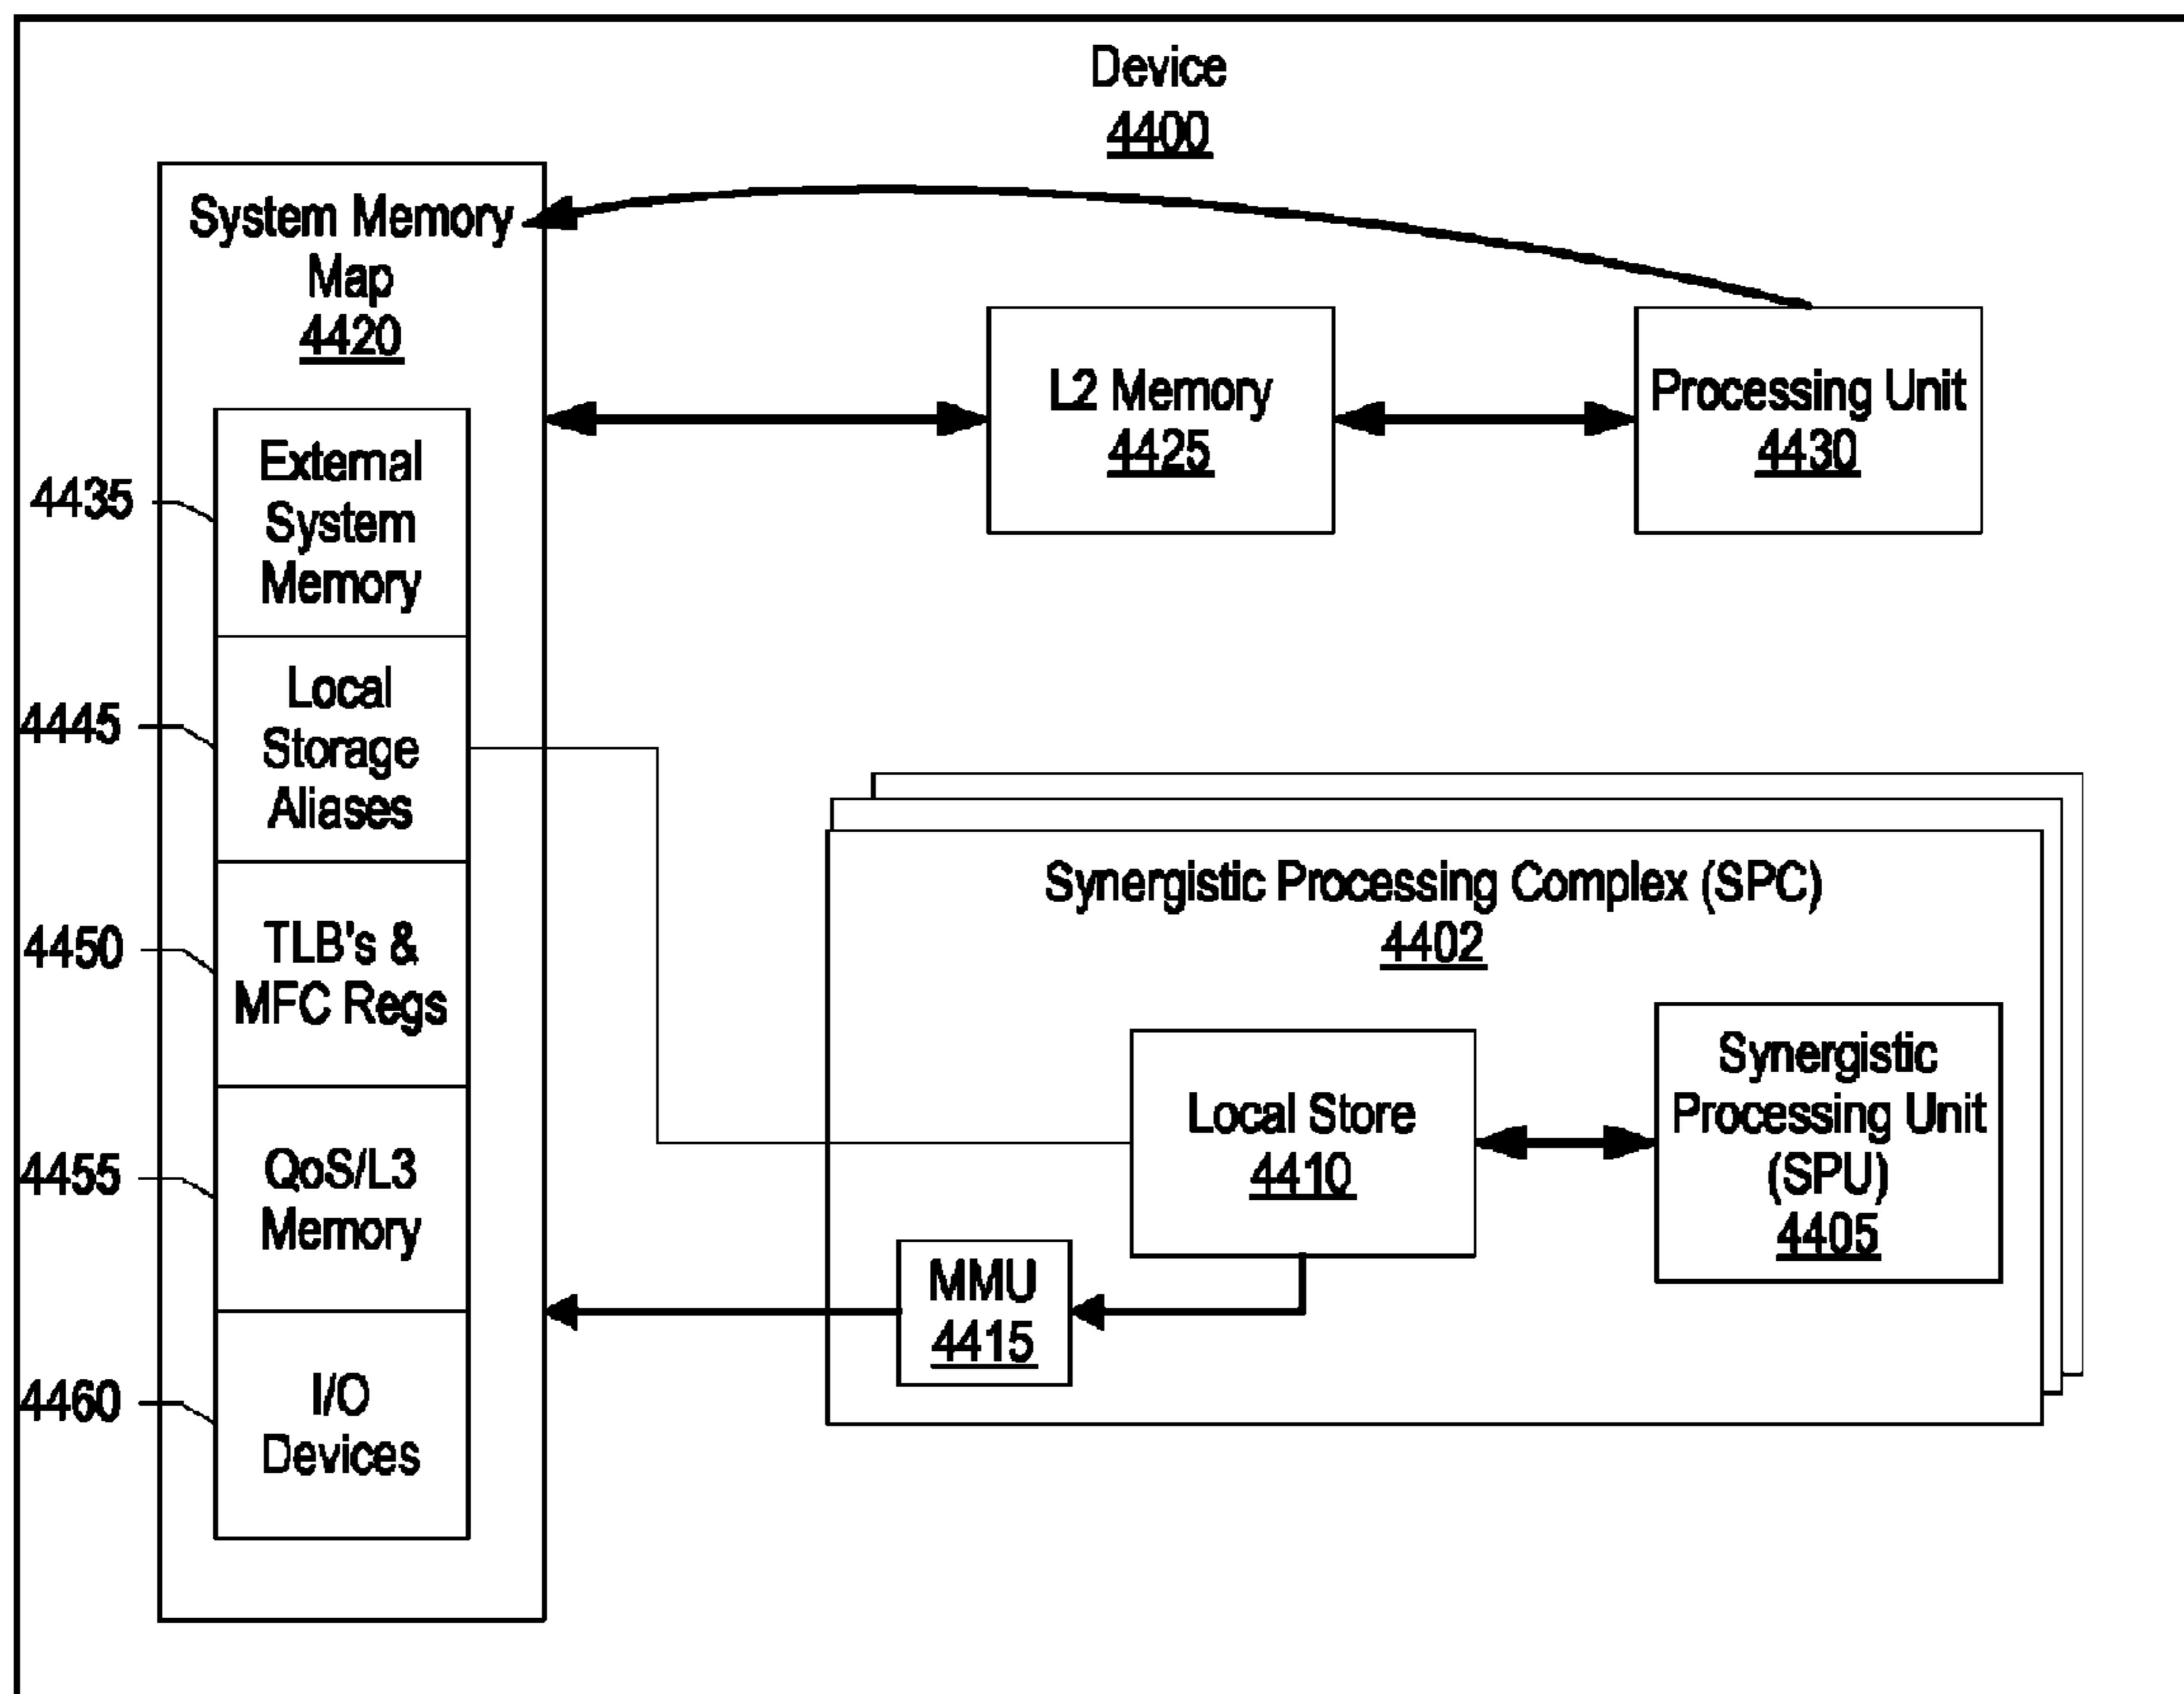 Device
4400
System Memory
Map
4420
L2 Memory
4425
Processing Unit
4430
4435
External
System
Memory
4445
Local
Storage
Aliases
4450
TLB's &
MFC Regs
4455
QoS/L3
Memory
4460
I/O
Devices
Synergistic Processing Complex (SPC)
4402
Local Store
4410
Synergistic
Processing Unit
(SPU)
4405
MMU
4415